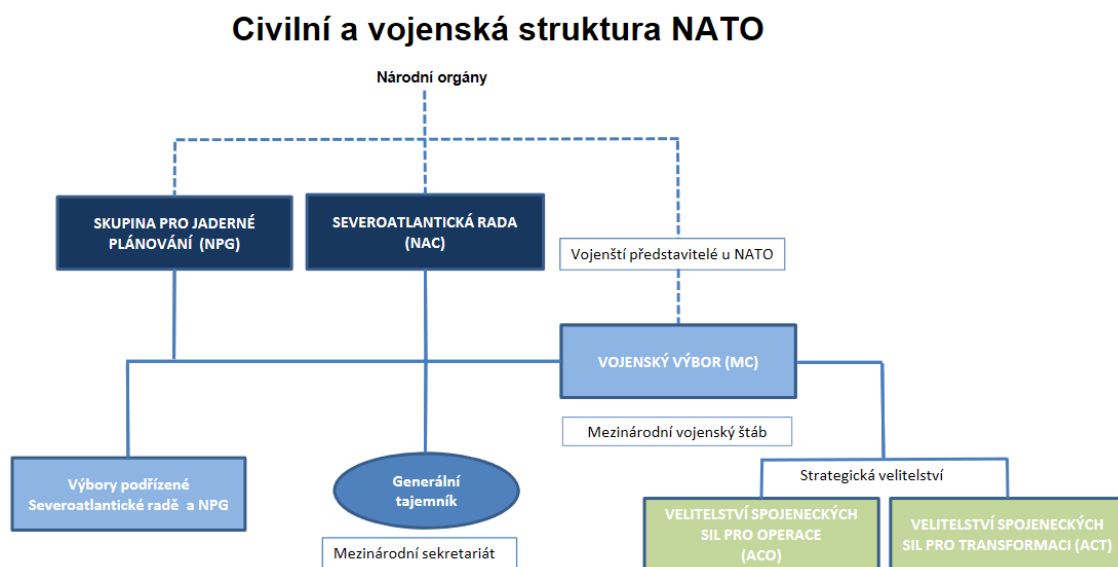 Civilní a vojenská struktura NATO
Národní orgány
SKUPINA PRO JADERNÉ
PLÁNOVÁNÍ (NPG)
SEVEROATLANTICKÁ RADA
(NAC)
Vojenští představitelé u NATO
VOJENSKÝ VÝBOR (MC)
Mezinárodní vojenský štáb
Výbory podřízené
Severoatlantické radě a NPG
Generální
tajemník
Mezinárodní sekretariát
Strategická velitelství
VELITELSTVÍ SPOJENECKÝCH
SIL PRO OPERACE
(ACO)
VELITELSTVÍ SPOJENECKÝCH
SIL PRO TRANSFORMACI (ACT)